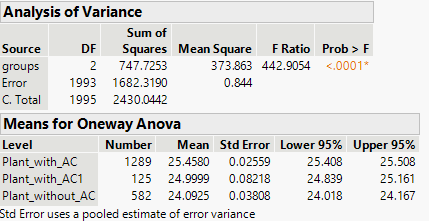 Analysis of Variance
Sum of
Source DF Squares Mean Square F Ratio Prob > F
groups 2 747.7253 373.863 442.9054 <.0001*
Error 1993 1682.3190 0.844
C. Total 1995 2430.0442
Means for Oneway Anova
Level Number Mean Std Error Lower 95% Upper 95%
Plant_with_AC 1289 25.4580 0.02559 25.408 25.508
Plant_with_AC1 125 24.9999 0.08218 24.839 25.161
Plant_without_AC 582 24.0925 0.03808 24.018 24.167
Std Error uses a pooled estimate of error variance